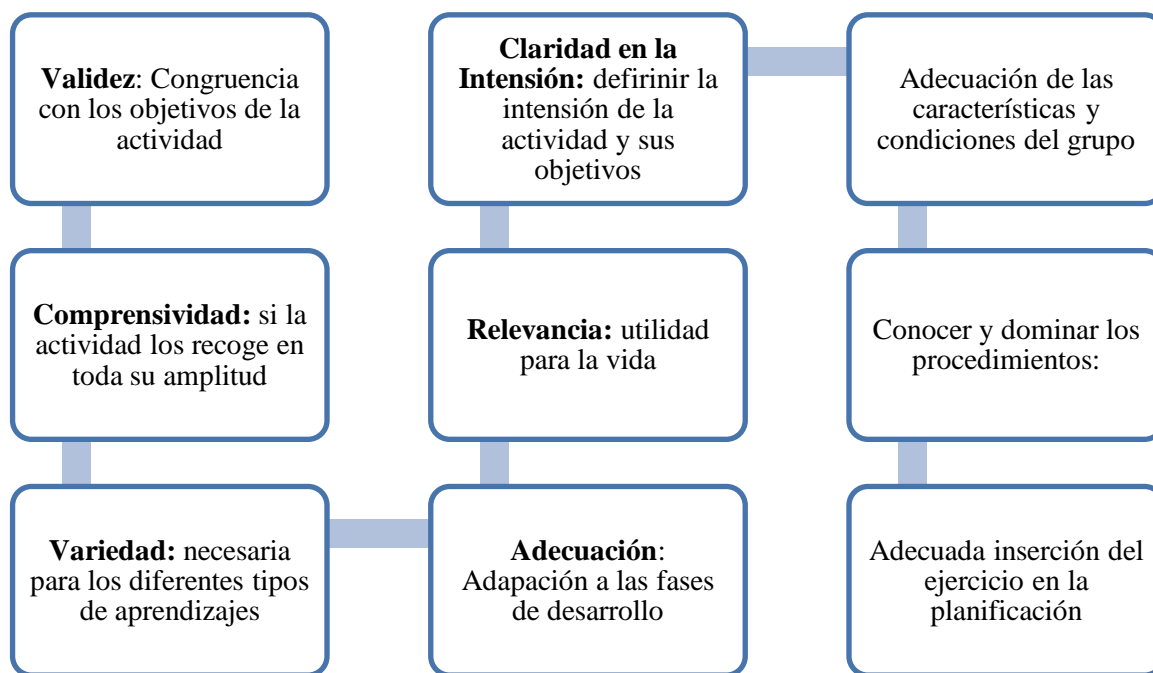 Validez: Congruencia
con los objetivos de la
actividad
Comprensividad: si la
actividad los recoge en
toda su amplitud
Variedad: necesaria
para los diferentes tipos
de aprendizajes
Adecuación:
Adapación a las fases
de desarrollo
Relevancia: utilidad
para la vida
Claridad en la
Intensión: defirinir la
intensión de la
actividad y sus
objetivos
Adecuación de las
características y
condiciones del grupo
Conocer y dominar los
procedimientos:
Adecuada inserción del
ejercicio en la
planificación